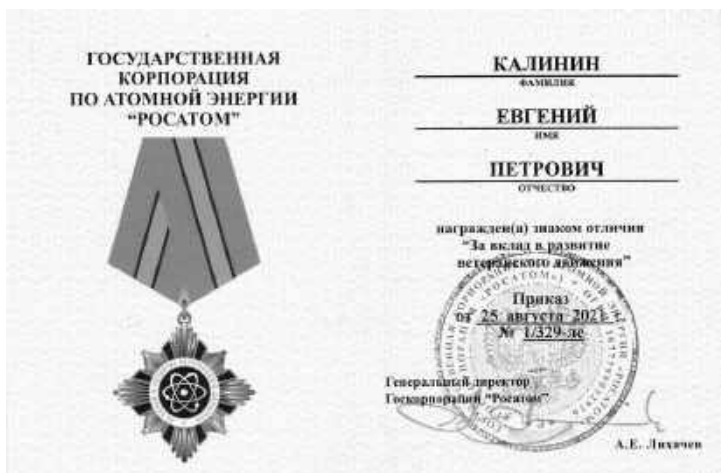 ГОСУДАРСТВЕННАЯ
КОРПОРАЦИЯ
ПО АТОМНОЙ ЭНЕРГИИ
“РОСАТОМ”
КАЛИНИН
ФАМИЛИЯ
ЕВГЕНИЙ
ИМЯ
ПЕТРОВИЧ
ОТЧЕСТВО
награжден(а) знаком отличия
“За вклад в развитие
ветеранского движения”
Приказ
от 25 августа 2021
№ 1/329-лс
Генеральный директор
Госкорпорации “Росатом”
А.Е. Лихачев